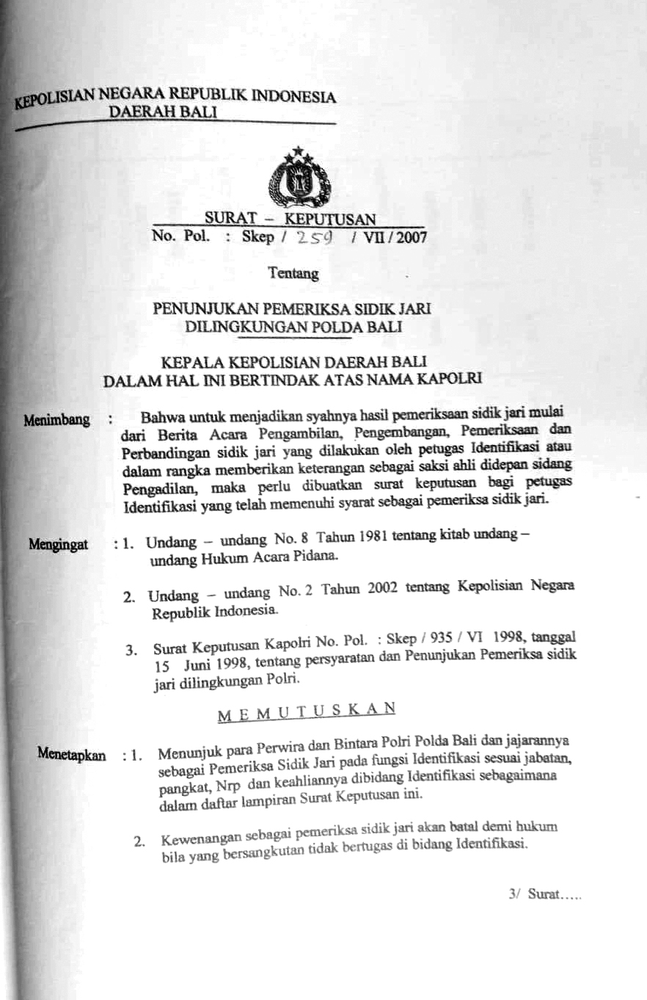 KEPOLISIAN NEGARA REPUBLIK INDONESIA
DAERAH BALI
SURAT – KEPUTUSAN
No. Pol. : Skep / 259 / VII / 2007
Tentang
PENUNJUKAN PEMERIKSA SIDIK JARI
DILINGKUNGAN POLDA BALI
KEPALA KEPOLISIAN DAERAH BALI
DALAM HAL INI BERTINDAK ATAS NAMA KAPOLRI
Menimbang : Bahwa untuk menjadikan syahnya hasil pemeriksaan sidik jari mulai
dari Berita Acara Pengambilan, Pengembangan, Pemeriksaan dan
Perbandingan sidik jari yang dilakukan oleh petugas Identifikasi atau
dalam rangka memberikan keterangan sebagai saksi ahli didepan sidang
Pengadilan, maka perlu dibuatkan surat keputusan bagi petugas
Identifikasi yang telah memenuhi syarat sebagai pemeriksa sidik jari.
Mengingat : 1. Undang – undang No. 8 Tahun 1981 tentang kitab undang –
undang Hukum Acara Pidana.
2. Undang – undang No. 2 Tahun 2002 tentang Kepolisian Negara
Republik Indonesia.
3. Surat Keputusan Kapolri No. Pol. : Skep / 935 / VI 1998, tanggal
15 Juni 1998, tentang persyaratan dan Penunjukan Pemeriksa sidik
jari dilingkungan Polri.
M E M U T U S K A N
Menetapkan : 1. Menunjuk para Perwira dan Bintara Polri Polda Bali dan jajarannya
sebagai Pemeriksa Sidik Jari pada fungsi Identifikasi sesuai jabatan,
pangkat, Nrp dan keahliannya dibidang Identifikasi sebagaimana
dalam daftar lampiran Surat Keputusan ini.
2. Kewenangan sebagai pemeriksa sidik jari akan batal demi hukum
bila yang bersangkutan tidak bertugas di bidang Identifikasi.
3/ Surat.....